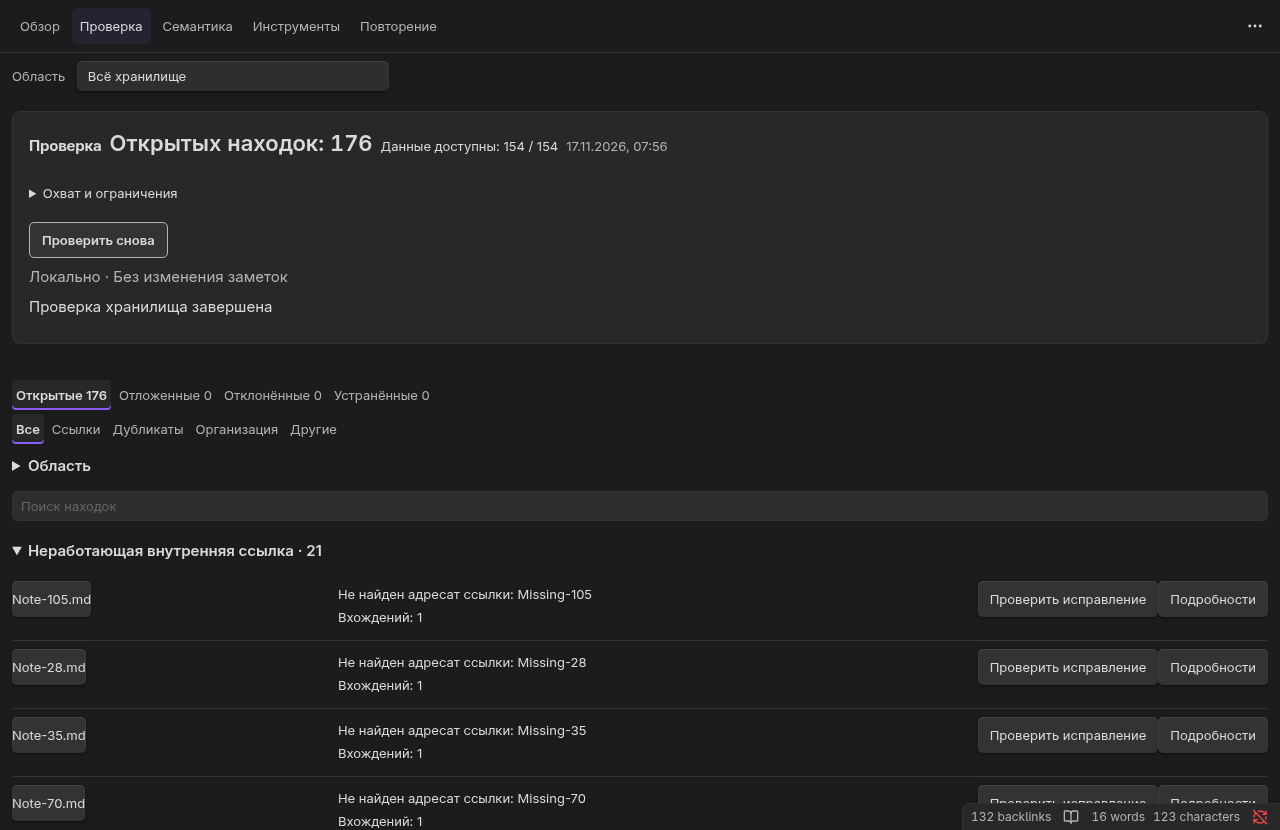 Обзор Проверка Семантика Инструменты Повторение
Область Всё хранилище
Проверка Открытых находок: 176 Данные доступны: 154 / 154 17.11.2026, 07:56
Охват и ограничения
Проверить снова
Локально · Без изменения заметок
Проверка хранилища завершена
Открытые 176 Отложенные 0 Отклонённые 0 Устранённые 0
Все Ссылки Дубликаты Организация Другие
Область
Поиск находок
Неработающая внутренняя ссылка · 21
Note-105.md Не найден адресат ссылки: Missing-105 Проверить исправление Подробности
Вхождений: 1
Note-28.md Не найден адресат ссылки: Missing-28 Проверить исправление Подробности
Вхождений: 1
Note-35.md Не найден адресат ссылки: Missing-35 Проверить исправление Подробности
Вхождений: 1
Note-70.md Не найден адресат ссылки: Missing-70 Проверить исправление Подробности
Вхождений: 1
132 backlinks 16 words 123 characters